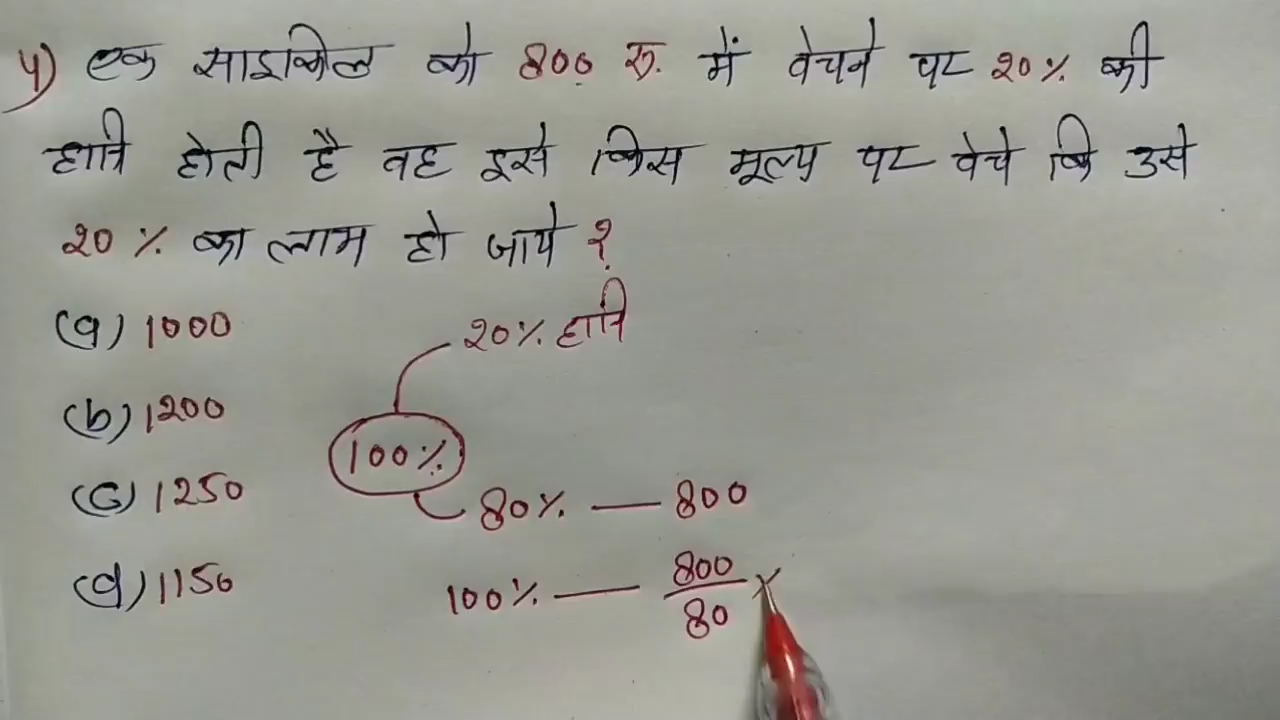 4) एक साइकिल को 800 रु. में बेचने पर 20% की
हानि होती है वह इसे किस मूल्य पर बेचे कि उसे
20% का लाभ हो जाये ?
(a) 1000
(b) 1200
(c) 1250
(d) 1150
20% हानि
100%
80% — 800
100% — 800/80 ×